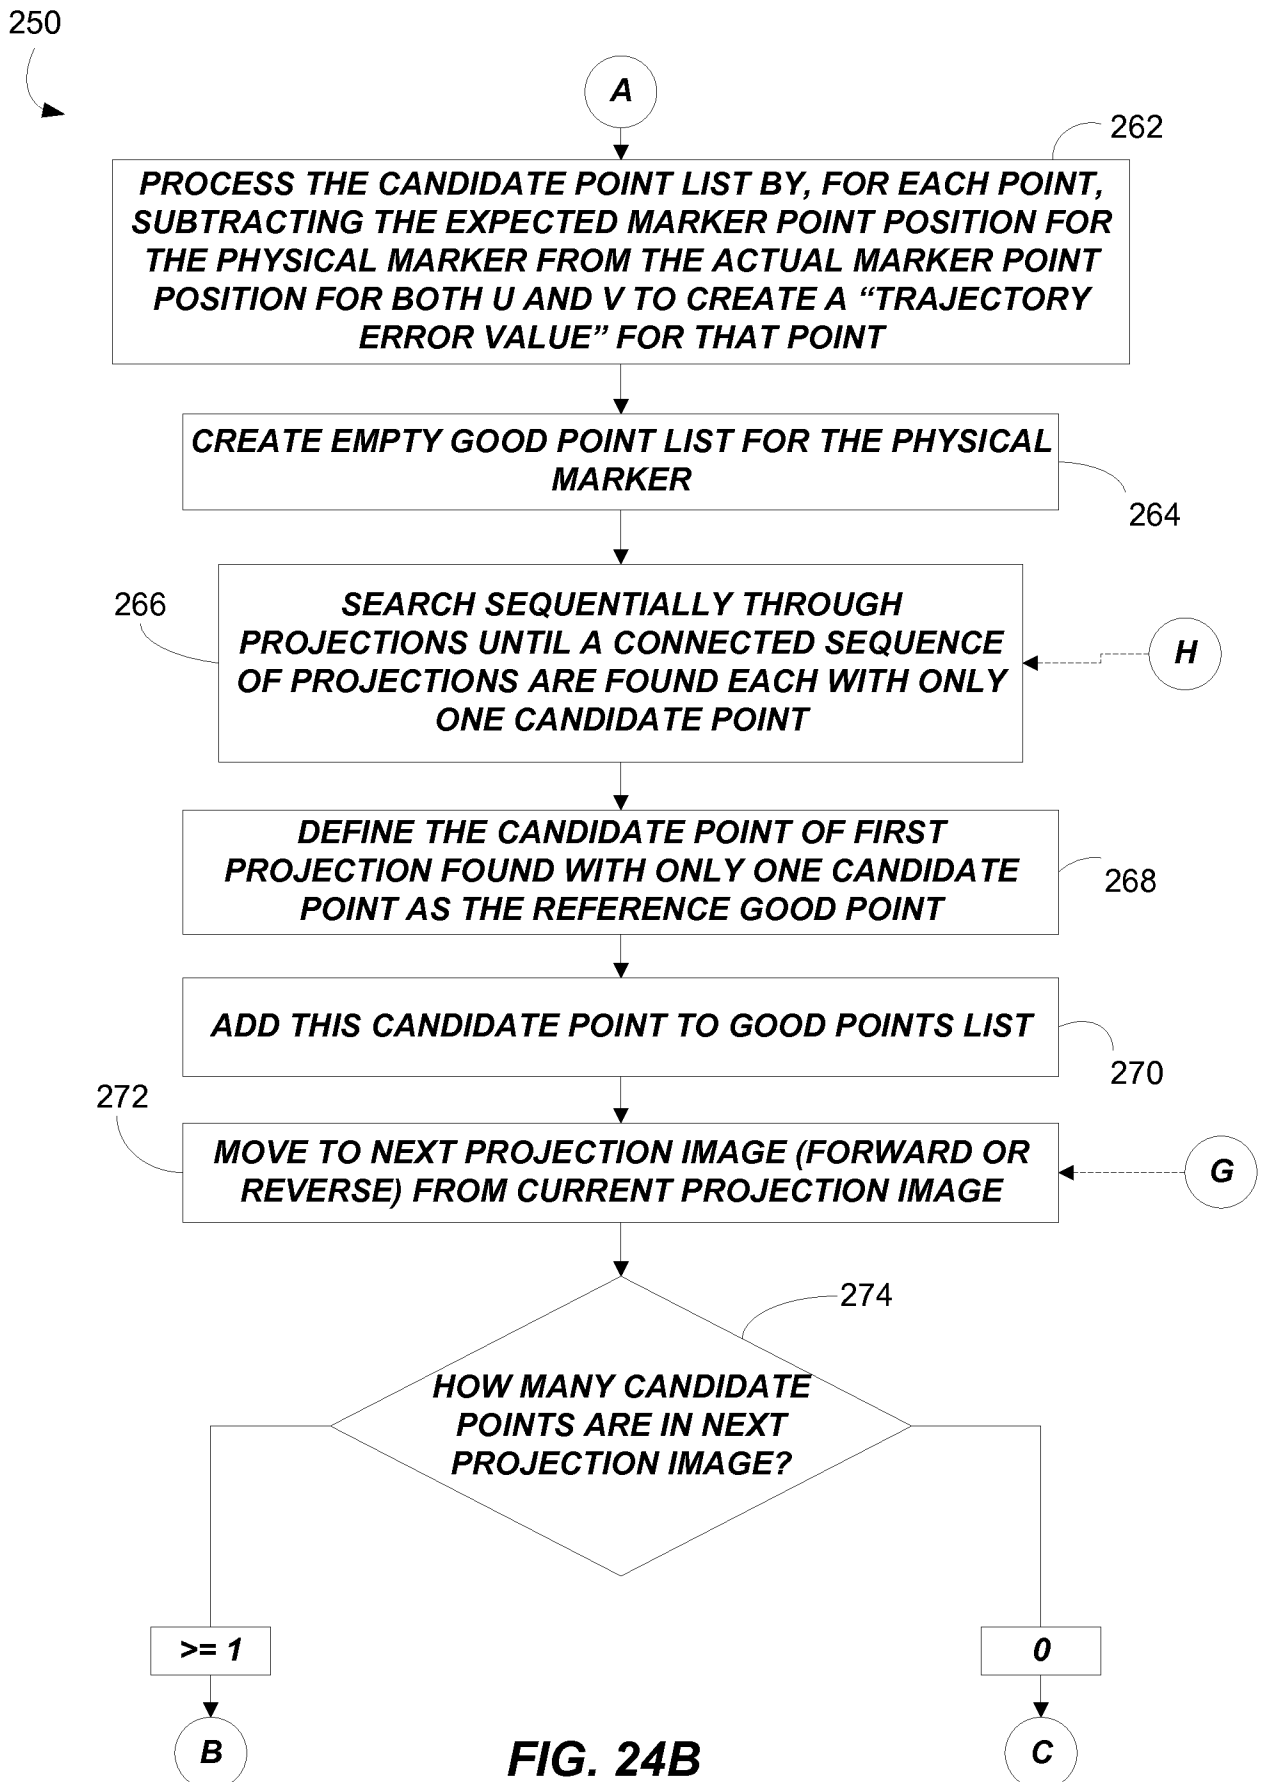 250
A
262
PROCESS THE CANDIDATE POINT LIST BY, FOR EACH POINT,
SUBTRACTING THE EXPECTED MARKER POINT POSITION FOR
THE PHYSICAL MARKER FROM THE ACTUAL MARKER POINT
POSITION FOR BOTH U AND V TO CREATE A “TRAJECTORY
ERROR VALUE” FOR THAT POINT
CREATE EMPTY GOOD POINT LIST FOR THE PHYSICAL
MARKER
264
266
SEARCH SEQUENTIALLY THROUGH
PROJECTIONS UNTIL A CONNECTED SEQUENCE
OF PROJECTIONS ARE FOUND EACH WITH ONLY
ONE CANDIDATE POINT
H
DEFINE THE CANDIDATE POINT OF FIRST
PROJECTION FOUND WITH ONLY ONE CANDIDATE
POINT AS THE REFERENCE GOOD POINT
268
ADD THIS CANDIDATE POINT TO GOOD POINTS LIST
270
272
MOVE TO NEXT PROJECTION IMAGE (FORWARD OR
REVERSE) FROM CURRENT PROJECTION IMAGE
G
274
HOW MANY CANDIDATE
POINTS ARE IN NEXT
PROJECTION IMAGE?
>= 1
0
B
C
FIG. 24B